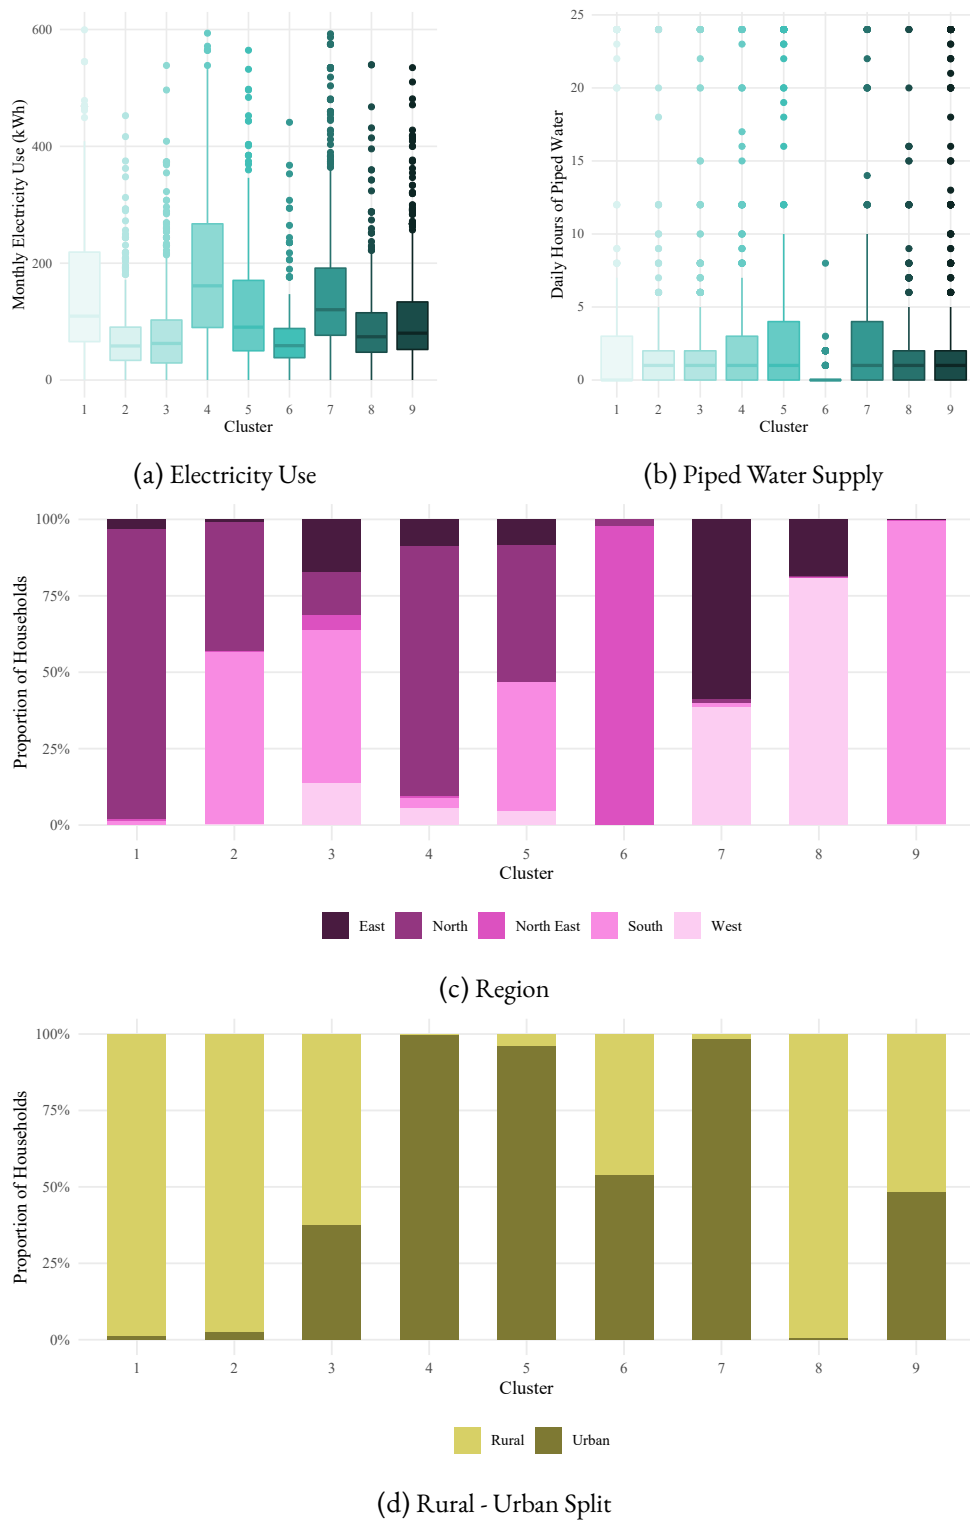 600
400
200
0
Monthly Electricity Use (kWh)
1 2 3 4 5 6 7 8 9
Cluster
(a) Electricity Use
25
20
15
10
5
0
Daily Hours of Piped Water
1 2 3 4 5 6 7 8 9
Cluster
(b) Piped Water Supply
100%
75%
50%
25%
0%
Proportion of Households
1 2 3 4 5 6 7 8 9
Cluster
East North North East South West
(c) Region
100%
75%
50%
25%
0%
Proportion of Households
1 2 3 4 5 6 7 8 9
Cluster
Rural Urban
(d) Rural - Urban Split